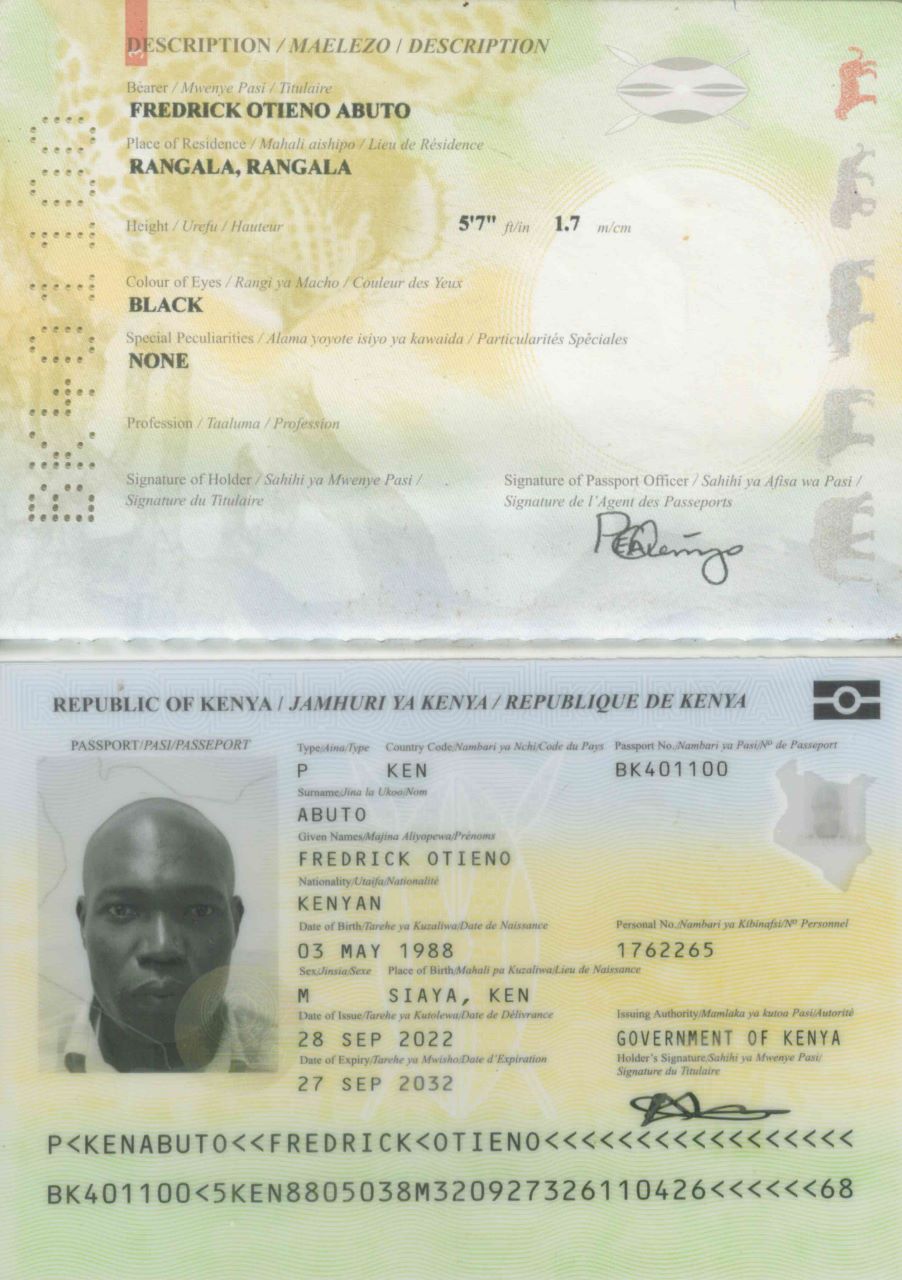 3
DESCRIPTION / MAELEZO / DESCRIPTION
Bearer / Mwenye Pasi / Titulaire
FREDRICK OTIENO ABUTO
Place of Residence / Mahali aishipo / Lieu de Résidence
RANGALA, RANGALA
Height / Urefu / Hauteur 5'7" ft/in 1.7 m/cm
Colour of Eyes / Rangi ya Macho / Couleur des Yeux
BLACK
Special Peculiarities / Alama yoyote isiyo ya kawaida / Particularités Spéciales
NONE
Profession / Taaluma / Profession
Signature of Holder / Sahihi ya Mwenye Pasi /
Signature du Titulaire
Signature of Passport Officer / Sahihi ya Afisa wa Pasi /
Signature de l'Agent des Passeports
BK401100
REPUBLIC OF KENYA / JAMHURI YA KENYA / REPUBLIQUE DE KENYA
PASSPORT/PASI/PASSEPORT
Type/Aina/Type Country Code/Nambari ya Nchi/Code du Pays Passport No./Nambari ya Pasi/Nº de Passeport
P KEN BK401100
Surname/Jina la Ukoo/Nom
ABUTO
Given Names/Majina Aliyopewa/Prénoms
FREDRICK OTIENO
Nationality/Utaifa/Nationalité
KENYAN
Date of Birth/Tarehe ya Kuzaliwa/Date de Naissance Personal No./Nambari ya Kibinafsi/Nº Personnel
03 MAY 1988 1762265
Sex/Jinsia/Sexe Place of Birth/Mahali pa Kuzaliwa/Lieu de Naissance
M SIAYA, KEN
Date of Issue/Tarehe ya Kutolewa/Date de Délivrance Issuing Authority/Mamlaka ya kutoa Pasi/Autorité
28 SEP 2022 GOVERNMENT OF KENYA
Date of Expiry/Tarehe ya Mwisho/Date d'Expiration Holder's Signature/Sahihi ya Mwenye Pasi/
Signature du Titulaire
27 SEP 2032
P<KENABUTO<<FREDRICK<OTIENO<<<<<<<<<<<<<<<<<
BK401100<5KEN8805038M320927326110426<<<<<<68